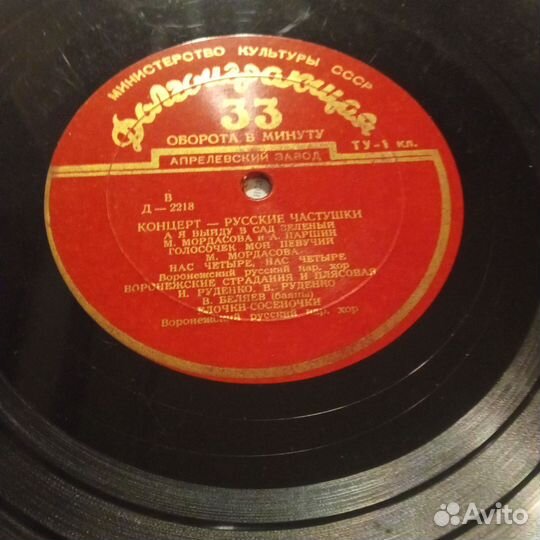 МИНИСТЕРСТВО КУЛЬТУРЫ СССР
Долгоиграющая
33
ОБОРОТА В МИНУТУ
ТУ-1 кл.
АПРЕЛЕВСКИЙ ЗАВОД
В
Д—2218
КОНЦЕРТ — РУССКИЕ ЧАСТУШКИ
А Я ВЫЙДУ В САД ЗЕЛЕНЫЙ
М. МОРДАСОВА и А. ПАРШИН
ГОЛОСОЧЕК МОЙ ПЕВУЧИЙ
М. МОРДАСОВА
НАС ЧЕТЫРЕ, НАС ЧЕТЫРЕ
Воронежский русский нар. хор
ВОРОНЕЖСКИЕ СТРАДАНИЯ И ПЛЯСОВАЯ
И. РУДЕНКО, В. РУДЕНКО
В. БЕЛЯЕВ (баяны)
ЕЛОЧКИ-СОСЕНОЧКИ
Воронежский русский нар. хор
Avito